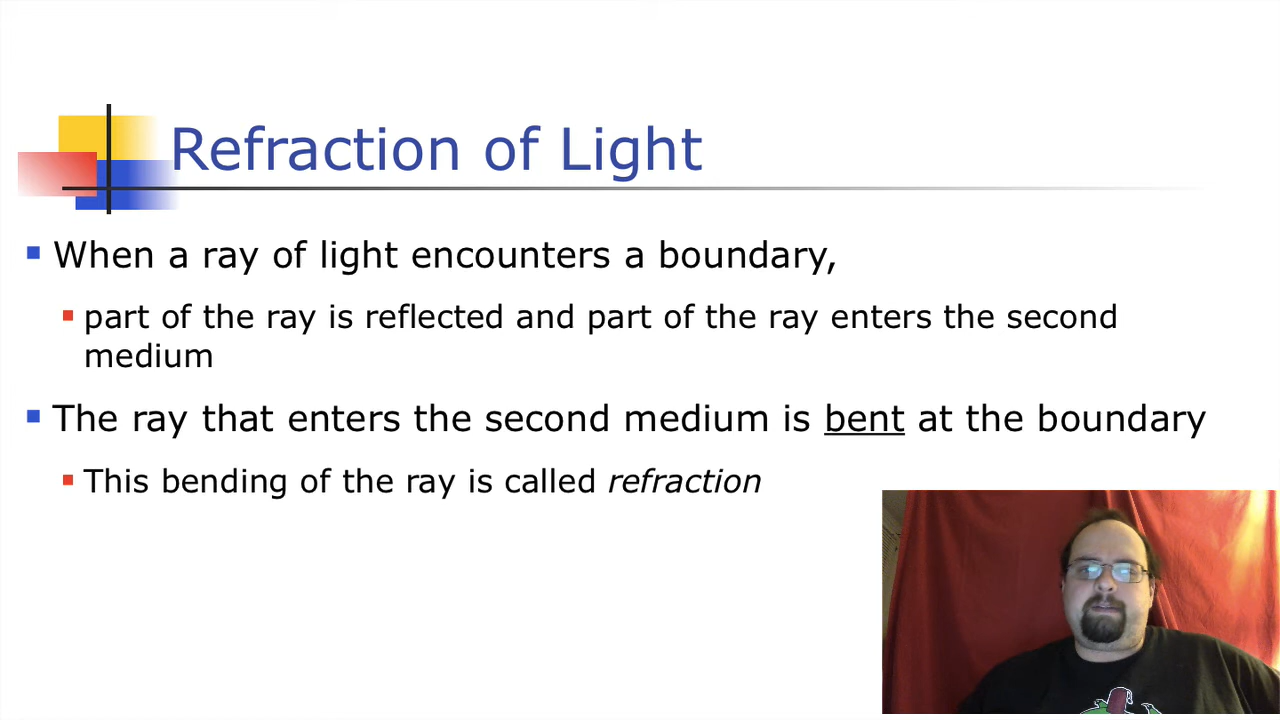 Refraction of Light
When a ray of light encounters a boundary,
part of the ray is reflected and part of the ray enters the second
medium
The ray that enters the second medium is bent at the boundary
This bending of the ray is called refraction